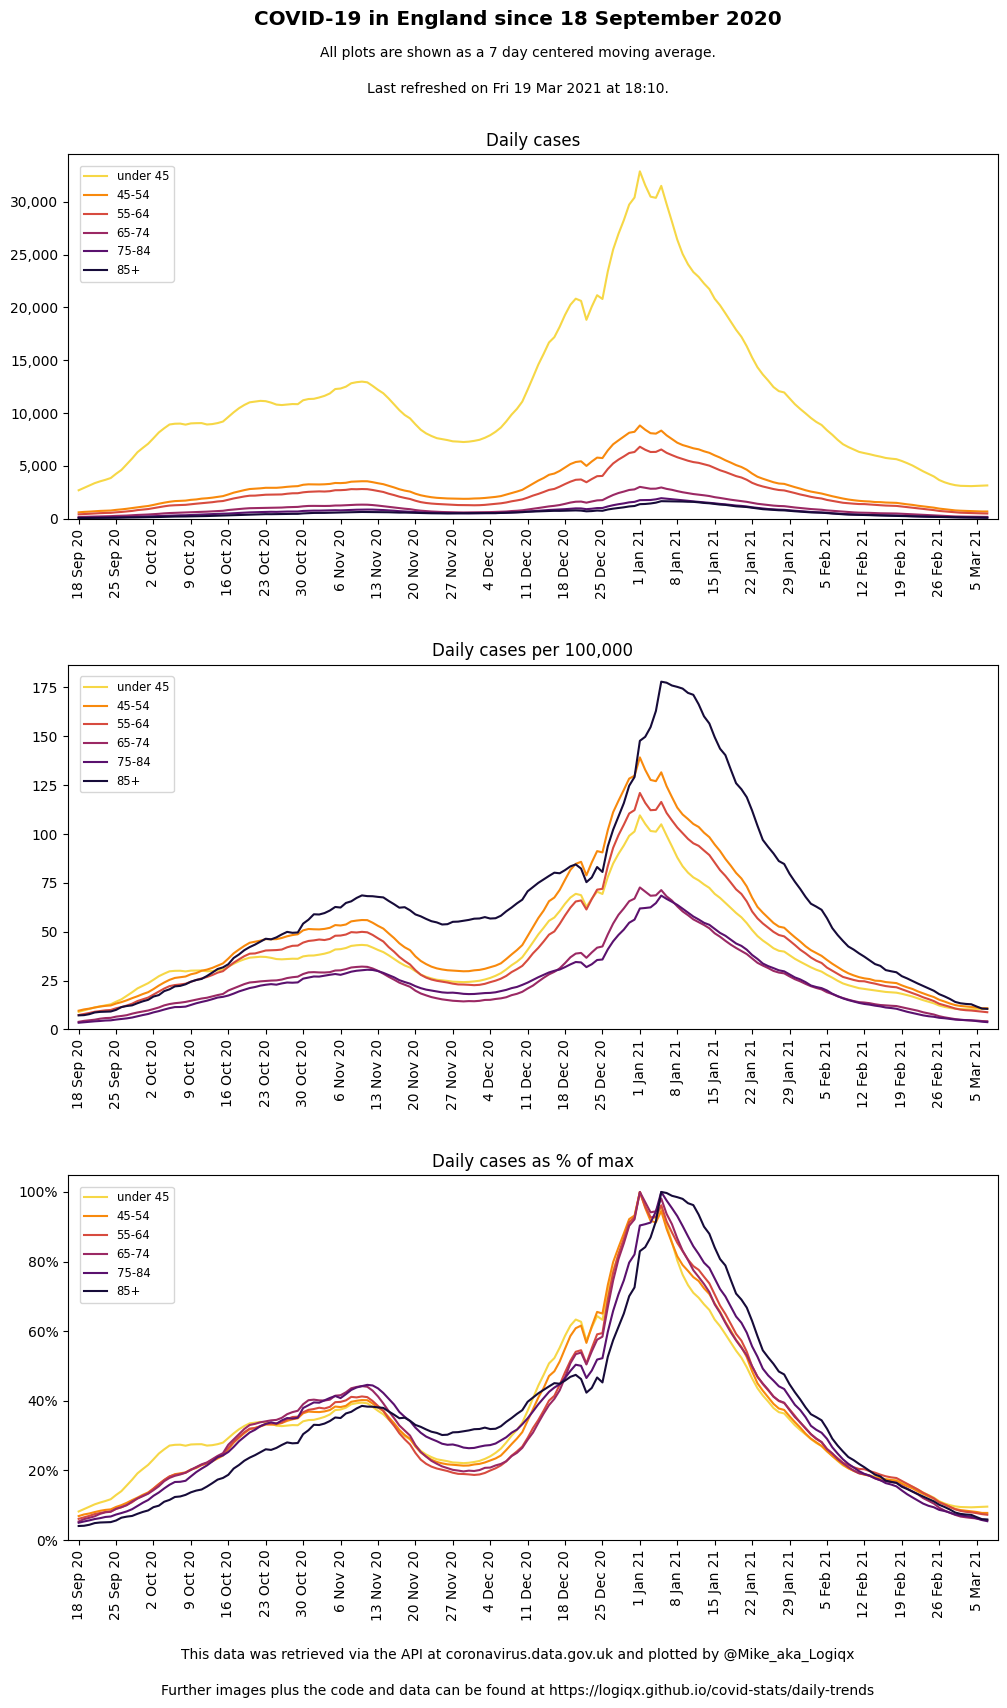 COVID-19 in England since 18 September 2020
All plots are shown as a 7 day centered moving average.
Last refreshed on Fri 19 Mar 2021 at 18:10.
Daily cases
under 45
45-54
55-64
65-74
75-84
85+
30,000
25,000
20,000
15,000
10,000
5,000
0
18 Sep 20
25 Sep 20
2 Oct 20
9 Oct 20
16 Oct 20
23 Oct 20
30 Oct 20
6 Nov 20
13 Nov 20
20 Nov 20
27 Nov 20
4 Dec 20
11 Dec 20
18 Dec 20
25 Dec 20
1 Jan 21
8 Jan 21
15 Jan 21
22 Jan 21
29 Jan 21
5 Feb 21
12 Feb 21
19 Feb 21
26 Feb 21
5 Mar 21
Daily cases per 100,000
under 45
45-54
55-64
65-74
75-84
85+
175
150
125
100
75
50
25
0
18 Sep 20
25 Sep 20
2 Oct 20
9 Oct 20
16 Oct 20
23 Oct 20
30 Oct 20
6 Nov 20
13 Nov 20
20 Nov 20
27 Nov 20
4 Dec 20
11 Dec 20
18 Dec 20
25 Dec 20
1 Jan 21
8 Jan 21
15 Jan 21
22 Jan 21
29 Jan 21
5 Feb 21
12 Feb 21
19 Feb 21
26 Feb 21
5 Mar 21
Daily cases as % of max
under 45
45-54
55-64
65-74
75-84
85+
100%
80%
60%
40%
20%
0%
18 Sep 20
25 Sep 20
2 Oct 20
9 Oct 20
16 Oct 20
23 Oct 20
30 Oct 20
6 Nov 20
13 Nov 20
20 Nov 20
27 Nov 20
4 Dec 20
11 Dec 20
18 Dec 20
25 Dec 20
1 Jan 21
8 Jan 21
15 Jan 21
22 Jan 21
29 Jan 21
5 Feb 21
12 Feb 21
19 Feb 21
26 Feb 21
5 Mar 21
This data was retrieved via the API at coronavirus.data.gov.uk and plotted by @Mike_aka_Logiqx
Further images plus the code and data can be found at https://logiqx.github.io/covid-stats/daily-trends